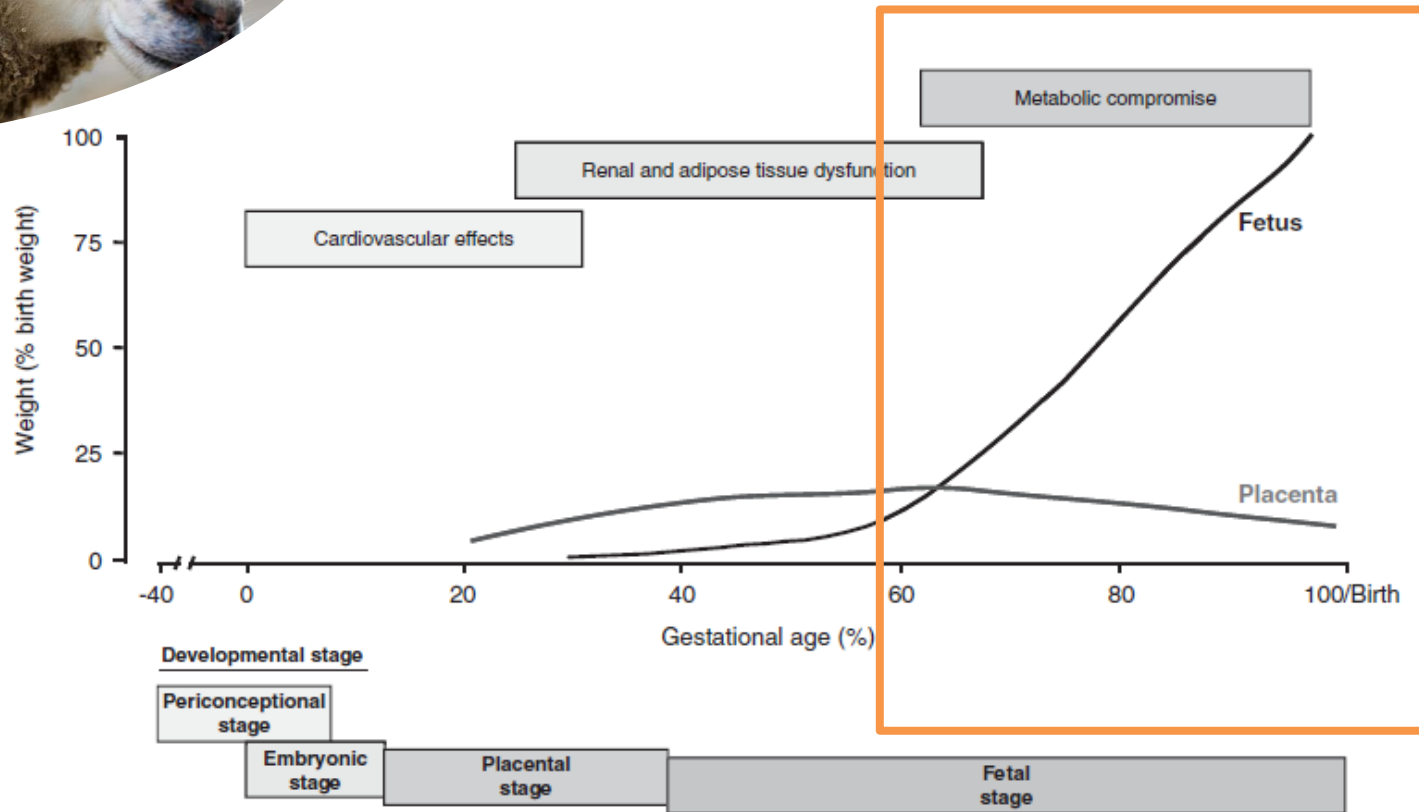 Metabolic compromise
100
Renal and adipose tissue dysfunction
Cardiovascular effects
Fetus
75
Weight (% birth weight)
50
25
Placenta
0
-40 0 20 40 60 80 100/Birth
Gestational age (%)
Developmental stage
Periconceptional
stage
Embryonic
stage
Placental
stage
Fetal
stage